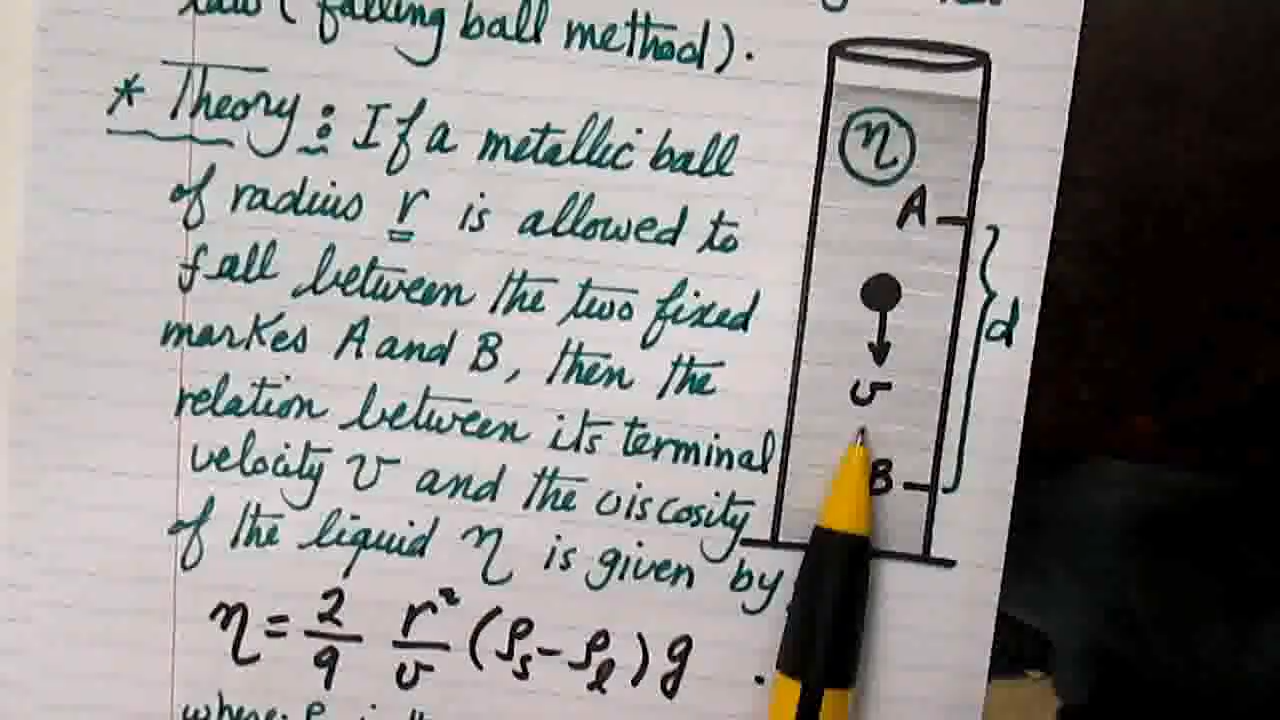 law (falling ball method).
* Theory: If a metallic ball
of radius r is allowed to
fall between the two fixed
markes A and B, then the
relation between its terminal
velocity v and the viscosity
of the liquid η is given by
η = 2/9 r²/v (ρs - ρl) g .
where:
η
A
d
v
B